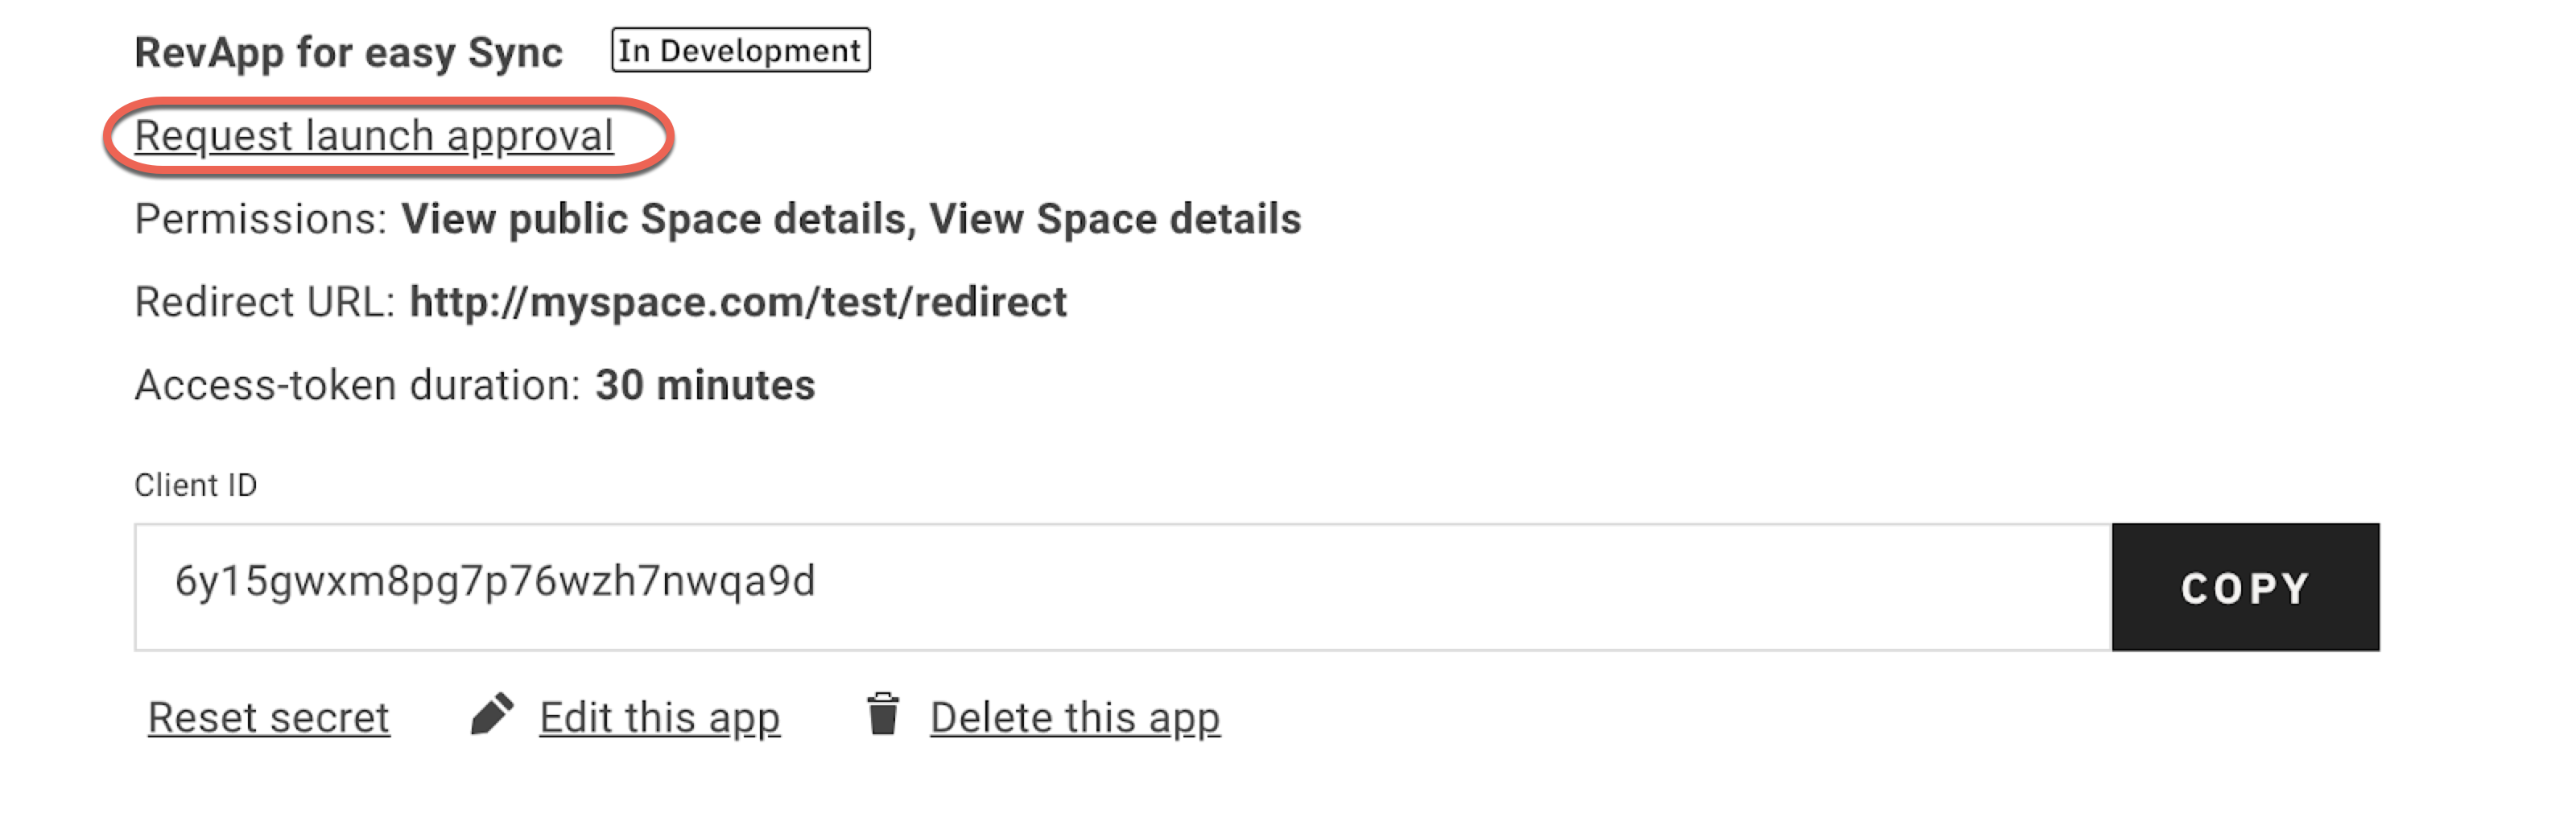 RevApp for easy Sync In Development
Request launch approval
Permissions: View public Space details, View Space details
Redirect URL: http://myspace.com/test/redirect
Access-token duration: 30 minutes
Client ID
6y15gwxm8pg7p76wzh7nwqa9d COPY
Reset secret Edit this app Delete this app